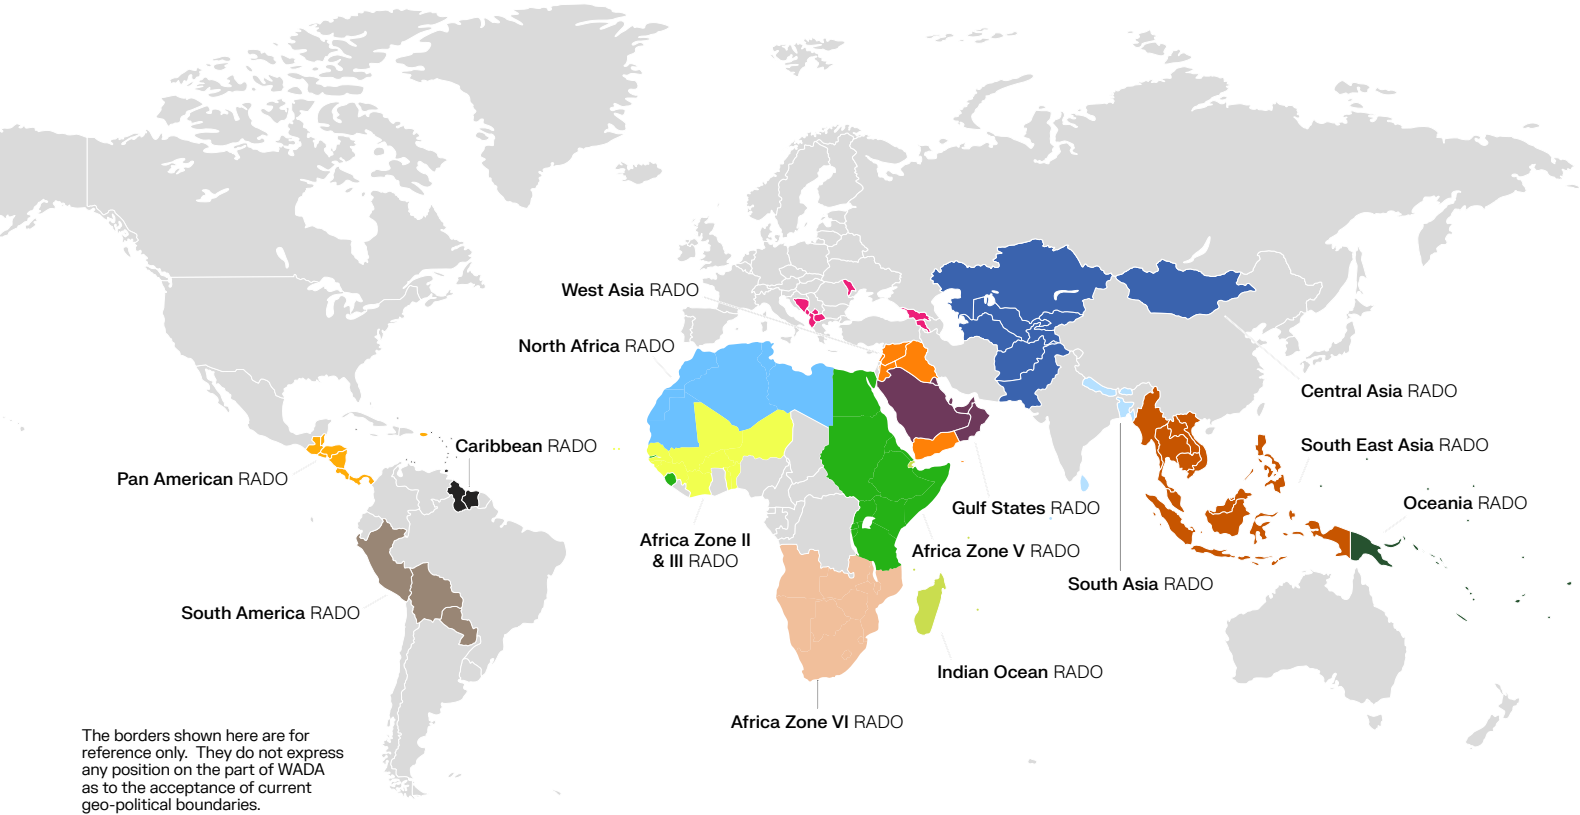 West Asia RADO
North Africa RADO
Central Asia RADO
Caribbean RADO
South East Asia RADO
Pan American RADO
Gulf States RADO
Oceania RADO
Africa Zone II
& III RADO
Africa Zone V RADO
South Asia RADO
South America RADO
Indian Ocean RADO
Africa Zone VI RADO
The borders shown here are for
reference only. They do not express
any position on the part of WADA
as to the acceptance of current
geo-political boundaries.